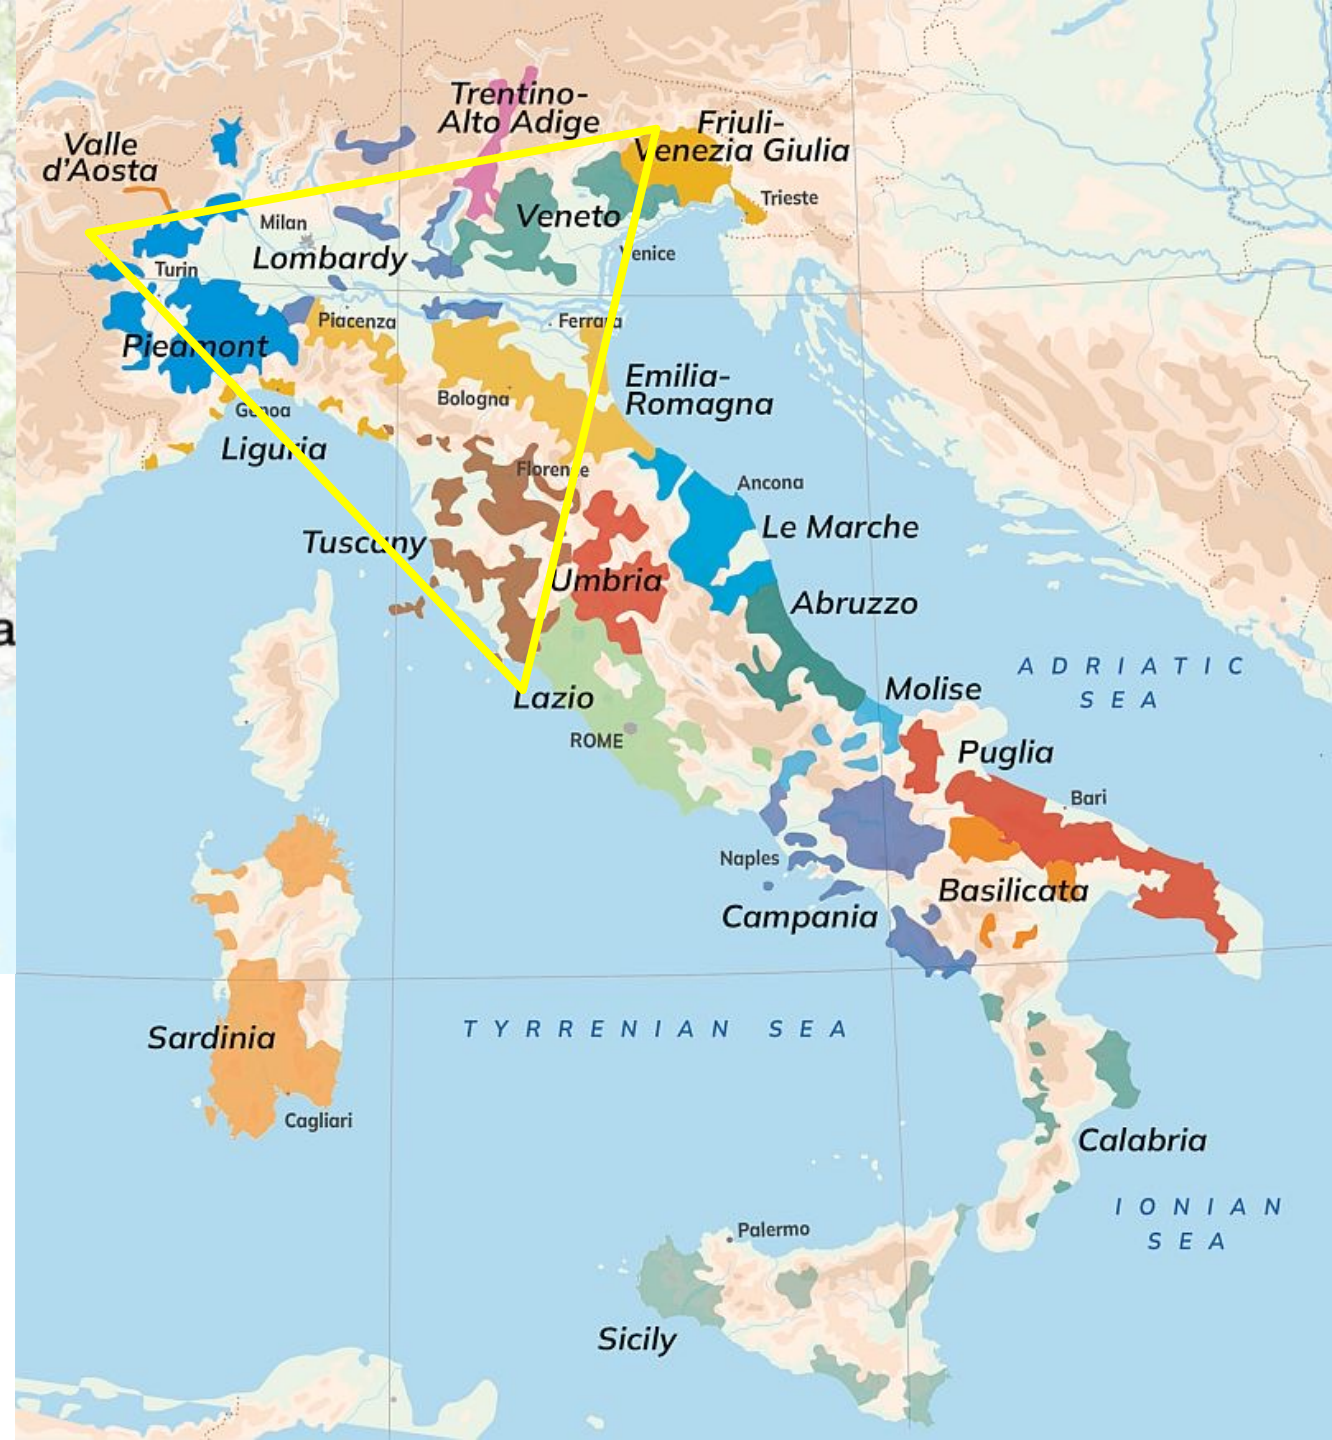 Trentino-
Alto Adige
Friuli-
Venezia Giulia
Valle
d'Aosta
Trieste
Milan
Veneto
Lombardy
Venice
Turin
Piacenza
Ferrara
Piedmont
Emilia-
Romagna
Bologna
Genoa
Liguria
Florence
Ancona
Le Marche
Tuscany
Umbria
Abruzzo
a
ADRIATIC
SEA
Molise
Lazio
ROME
Puglia
Bari
Naples
Basilicata
Campania
Sardinia
TYRRENIAN SEA
Cagliari
Calabria
IONIAN
SEA
Palermo
Sicily